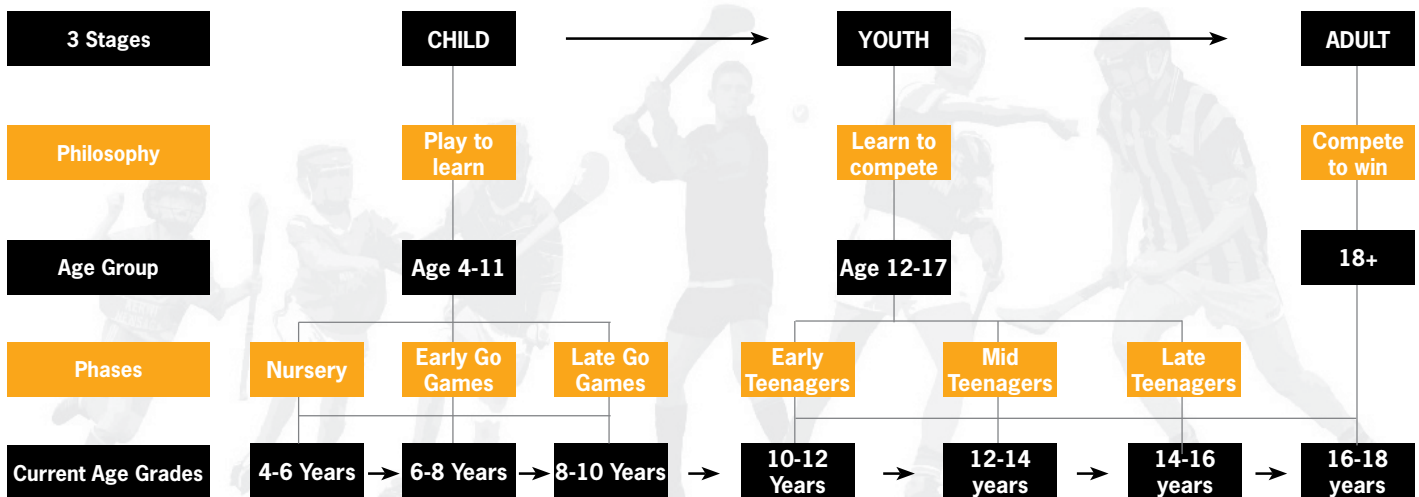 3 Stages
CHILD
YOUTH
ADULT
Philosophy
Play to
learn
Learn to
compete
Compete
to win
Age Group
Age 4-11
Age 12-17
18+
Phases
Nursery
Early Go
Games
Late Go
Games
Early
Teenagers
Mid
Teenagers
Late
Teenagers
Current Age Grades
4-6 Years
6-8 Years
8-10 Years
10-12
Years
12-14
years
14-16
years
16-18
years